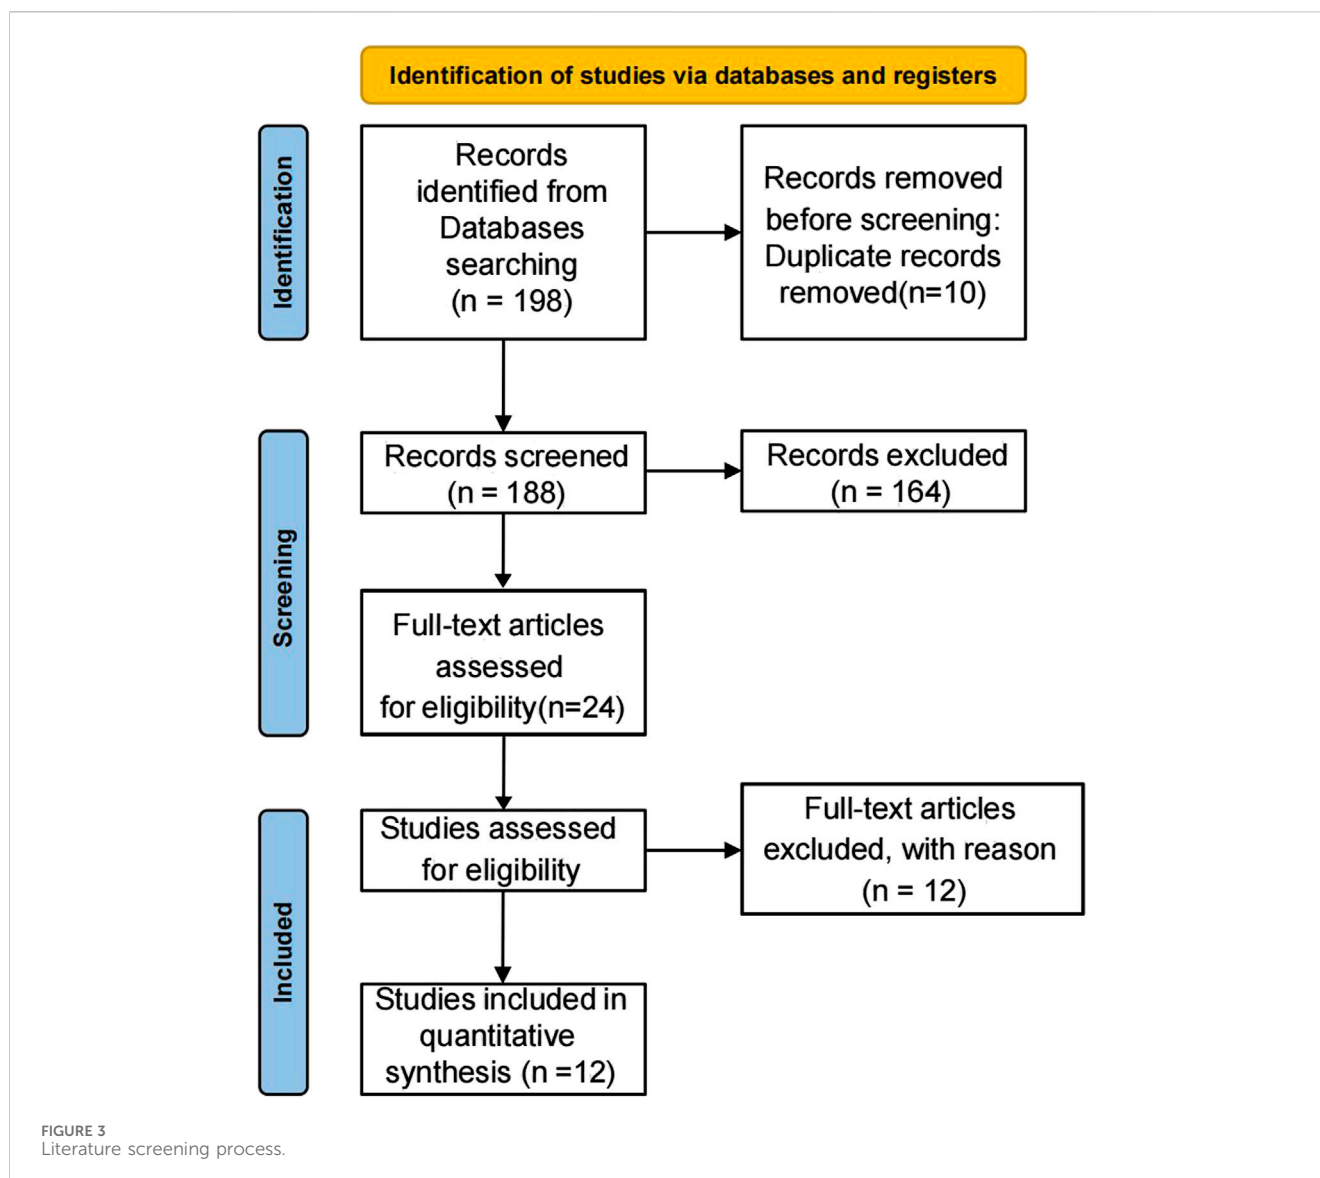 Identification of studies via databases and registers
Identification
Records
identified from
Databases
searching
(n = 198)
Records removed
before screening:
Duplicate records
removed(n=10)
Screening
Records screened
(n = 188)
Records excluded
(n = 164)
Full-text articles
assessed
for eligibility(n=24)
Included
Studies assessed
for eligibility
Full-text articles
excluded, with reason
(n = 12)
Studies included in
quantitative
synthesis (n =12)
FIGURE 3
Literature screening process.